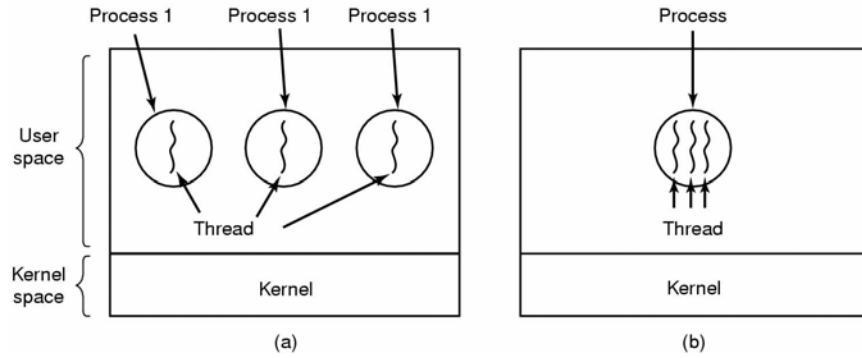 Process 1 Process 1 Process 1 Process
User
space
Thread Thread
Kernel
space
Kernel Kernel
(a) (b)